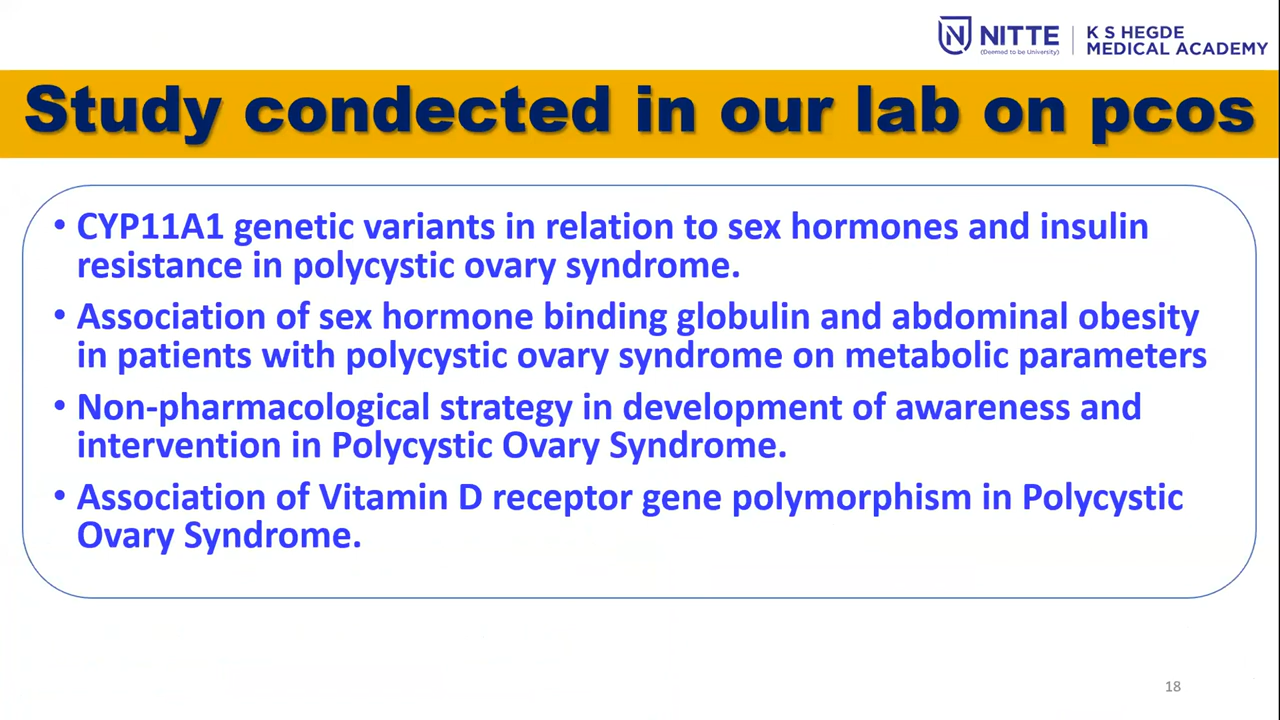 NITTE
(Deemed to be University)
K S HEGDE
MEDICAL ACADEMY
Study condected in our lab on pcos
• CYP11A1 genetic variants in relation to sex hormones and insulin
resistance in polycystic ovary syndrome.
• Association of sex hormone binding globulin and abdominal obesity
in patients with polycystic ovary syndrome on metabolic parameters
• Non-pharmacological strategy in development of awareness and
intervention in Polycystic Ovary Syndrome.
• Association of Vitamin D receptor gene polymorphism in Polycystic
Ovary Syndrome.
18